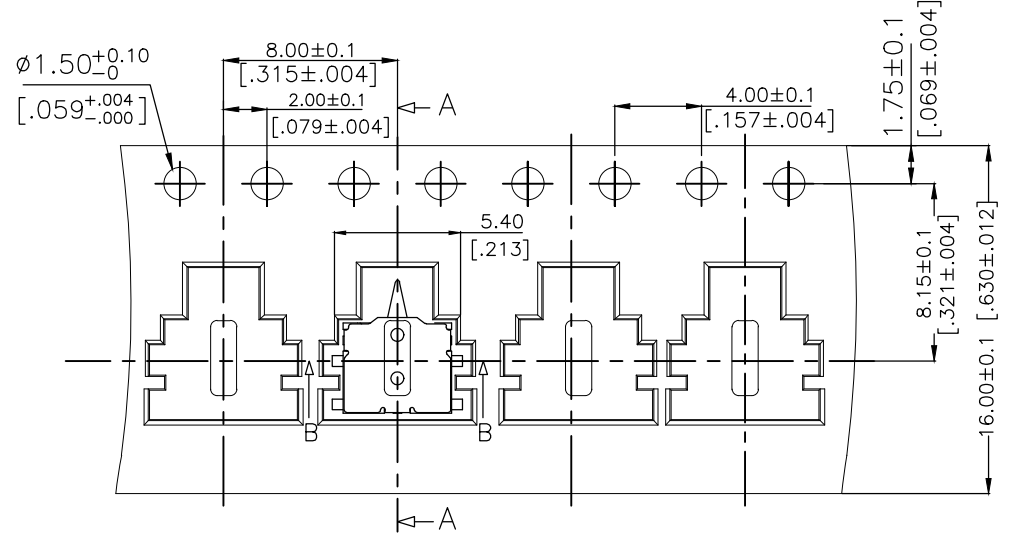 ø1.50+0.10 -0
[.059+.004 -.000]
8.00±0.1
[.315±.004]
2.00±0.1
[.079±.004]
A
4.00±0.1
[.157±.004]
1.75±0.1
[.069±.004]
5.40
[.213]
8.15±0.1
[.321±.004]
16.00±0.1 [.630±.012]
B
B
A